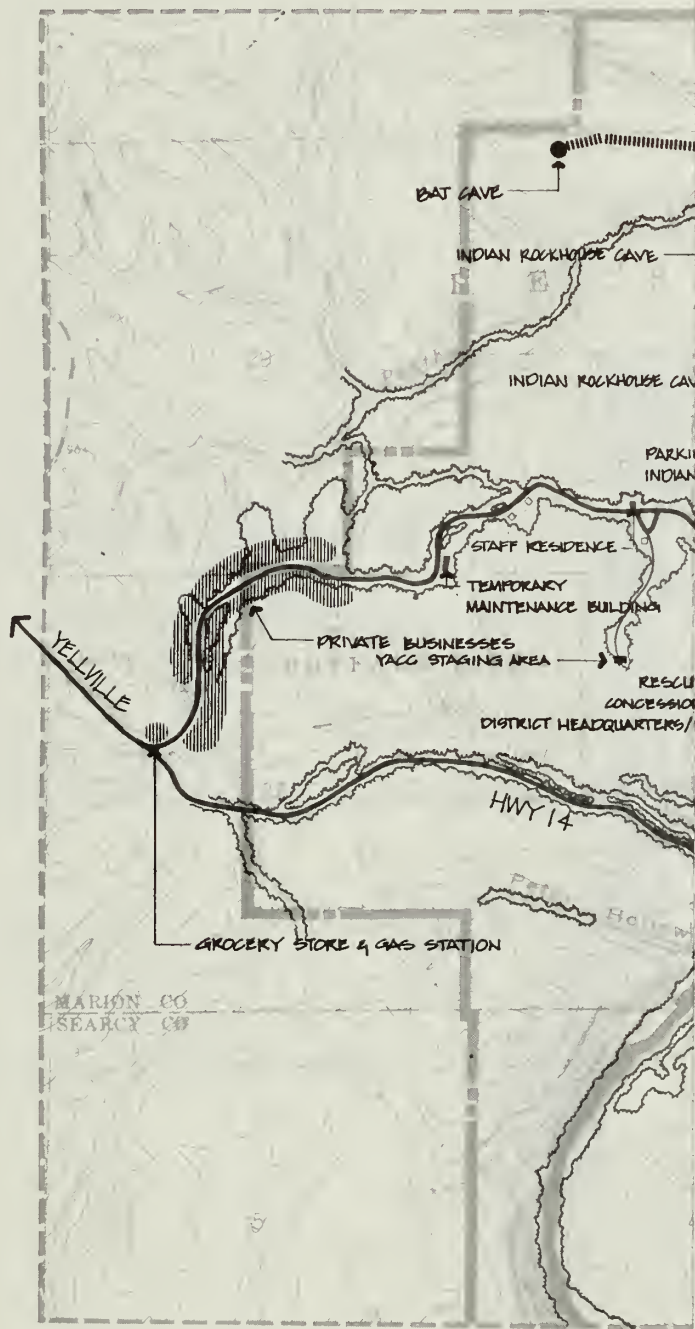 BAT CAVE
INDIAN ROCKHOUSE CAVE
INDIAN ROCKHOUSE CAV
PARKI
INDIAN
STAFF RESIDENCE
TEMPORARY
MAINTENANCE BUILDING
PRIVATE BUSINESSES
YACC STAGING AREA
YELLVILLE
RESCU
CONCESSION
DISTRICT HEADQUARTERS/
HWY 14
GROCERY STORE & GAS STATION
MARION CO
SEARCY CO